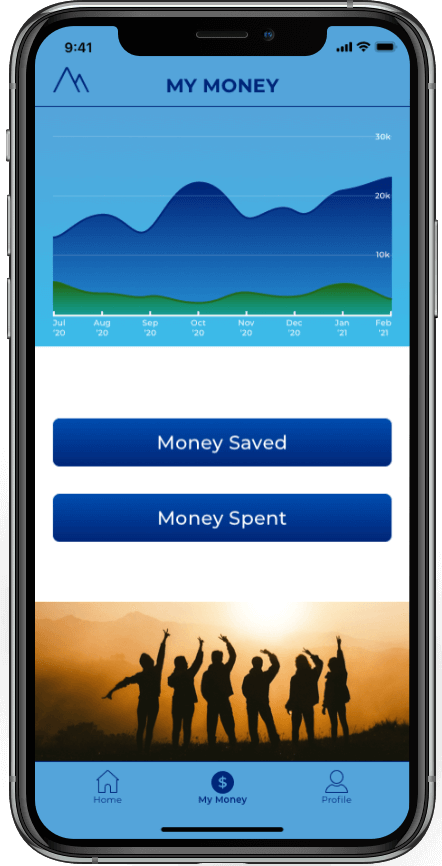 9:41
MY MONEY
30k
20k
10k
Jul Aug Sep Oct Nov Dec Jan Feb
'20 '20 '20 '20 '20 '20 '21 '21
Money Saved
Money Spent
$
Home My Money Profile